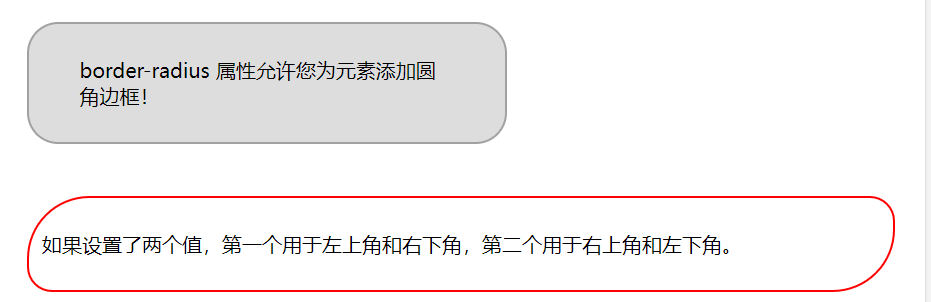 border-radius 属性允许您为元素添加圆
角边框！
如果设置了两个值，第一个用于左上角和右下角，第二个用于右上角和左下角。